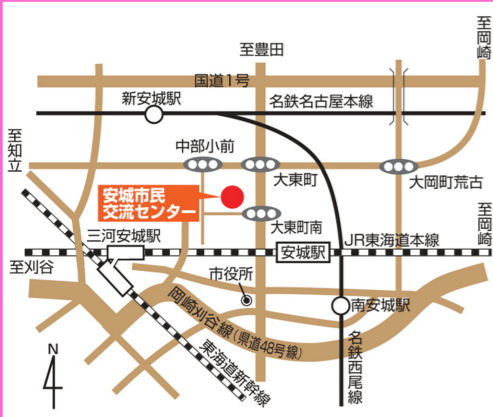 至豊田
至岡崎
国道1号
新安城駅
名鉄名古屋本線
至知立
中部小前
大東町
大岡町荒古
安城市民
交流センター
大東町南
至岡崎
三河安城駅
安城駅
JR東海道本線
至刈谷
市役所
南安城駅
岡崎刈谷線(県道48号線)
東海道新幹線
名鉄西尾線
N
4